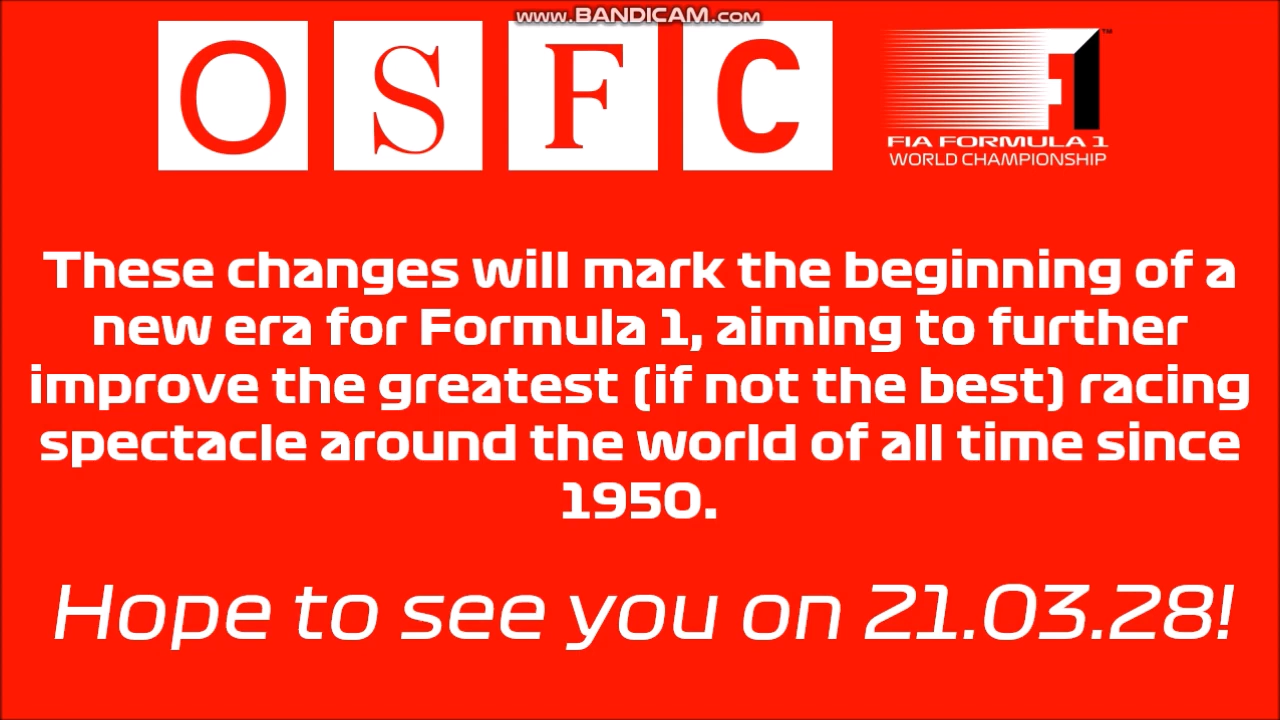 www.BANDICAM.com
O S F C
F1
™
FIA FORMULA 1
WORLD CHAMPIONSHIP
These changes will mark the beginning of a
new era for Formula 1, aiming to further
improve the greatest (if not the best) racing
spectacle around the world of all time since
1950.
Hope to see you on 21.03.28!